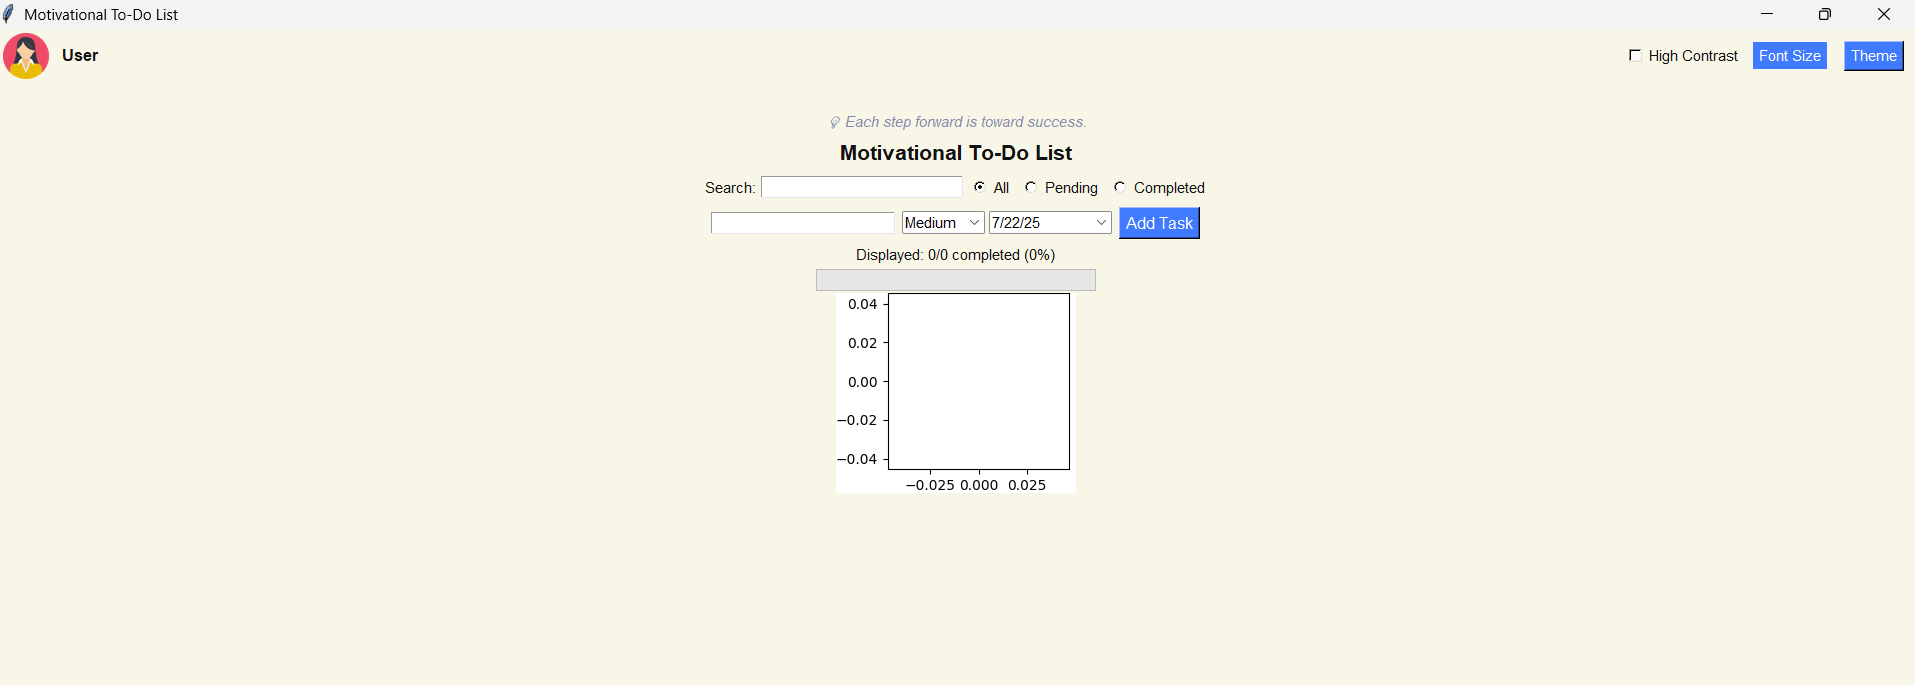 Motivational To-Do List
User
High Contrast Font Size Theme
Each step forward is toward success.
Motivational To-Do List
Search: All Pending Completed
Medium 7/22/25 Add Task
Displayed: 0/0 completed (0%)
0.04
0.02
0.00
−0.02
−0.04
−0.025 0.000 0.025